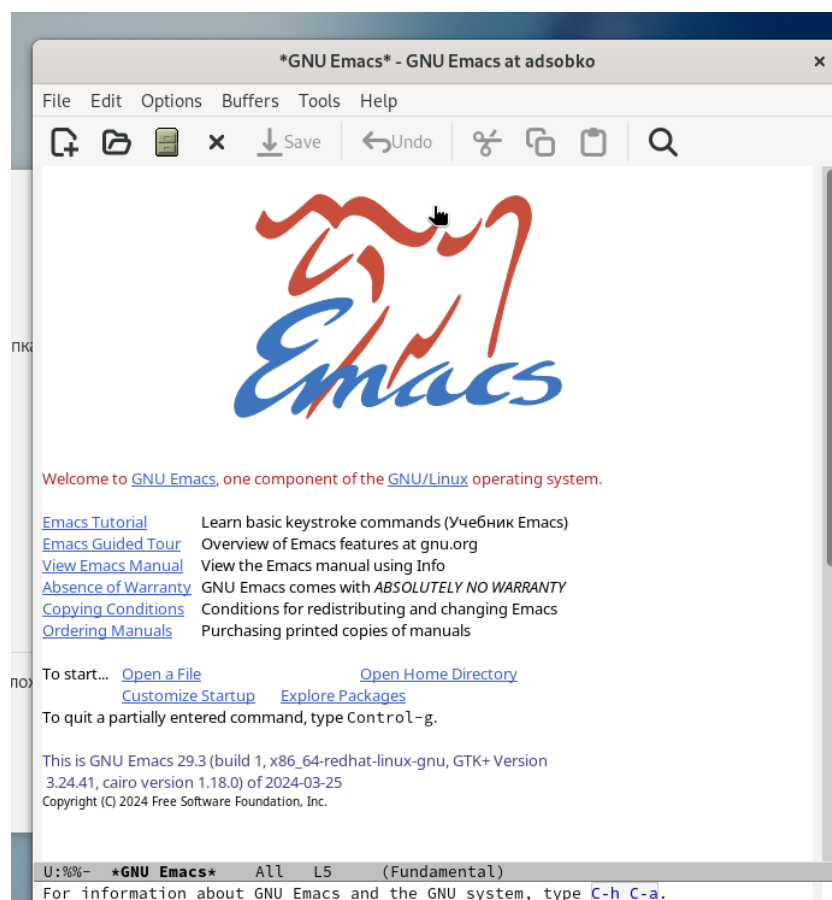 *GNU Emacs* - GNU Emacs at adsobko
File Edit Options Buffers Tools Help
Save Undo
Emacs
Welcome to GNU Emacs, one component of the GNU/Linux operating system.
Emacs Tutorial Learn basic keystroke commands (Учебник Emacs)
Emacs Guided Tour Overview of Emacs features at gnu.org
View Emacs Manual View the Emacs manual using Info
Absence of Warranty GNU Emacs comes with ABSOLUTELY NO WARRANTY
Copying Conditions Conditions for redistributing and changing Emacs
Ordering Manuals Purchasing printed copies of manuals
To start... Open a File Open Home Directory
Customize Startup Explore Packages
To quit a partially entered command, type Control-g.
This is GNU Emacs 29.3 (build 1, x86_64-redhat-linux-gnu, GTK+ Version
3.24.41, cairo version 1.18.0) of 2024-03-25
Copyright (C) 2024 Free Software Foundation, Inc.
U:%%- *GNU Emacs* All L5 (Fundamental)
For information about GNU Emacs and the GNU system, type C-h C-a.